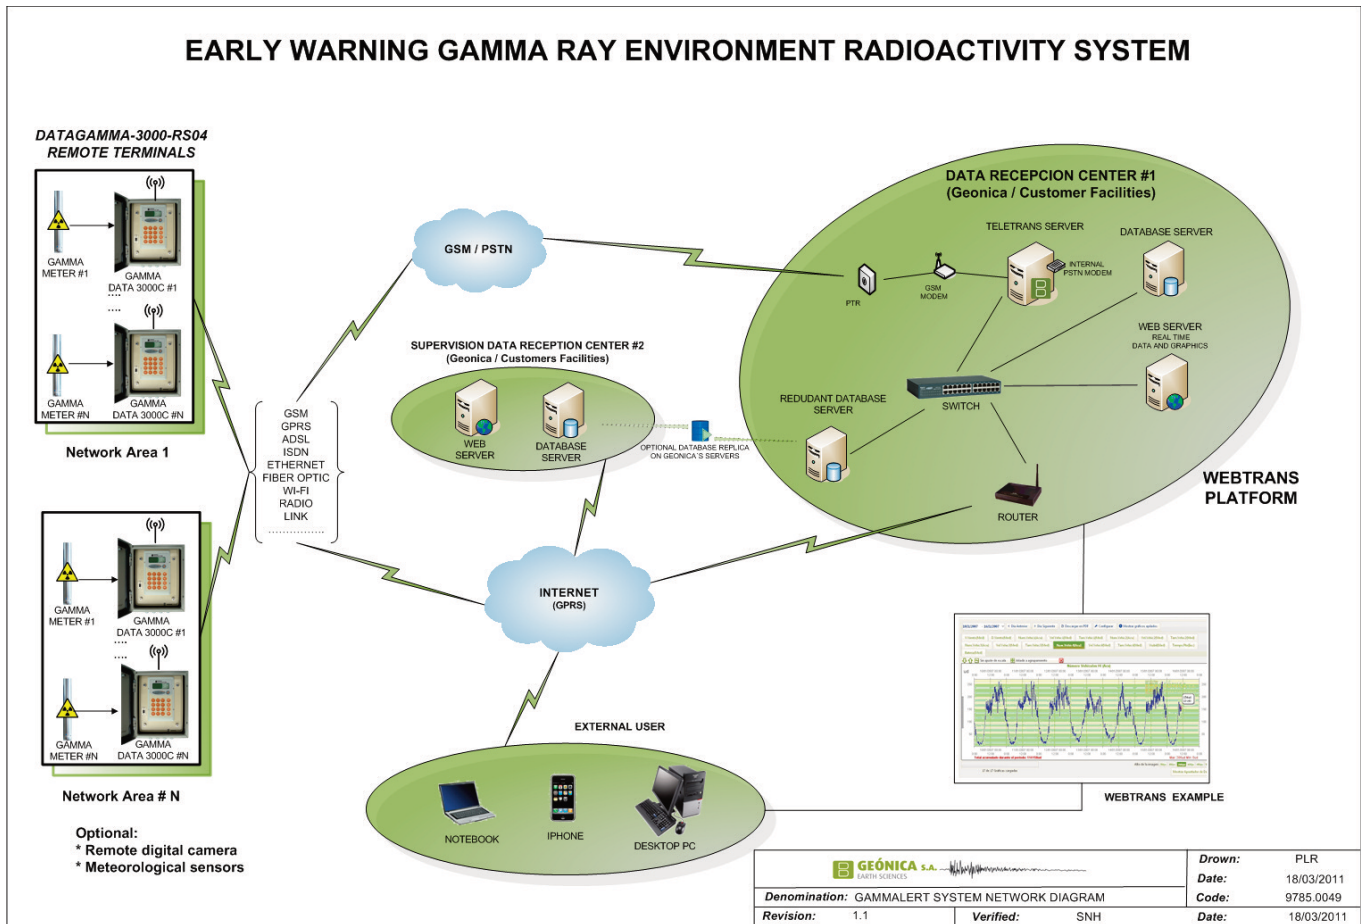 EARLY WARNING GAMMA RAY ENVIRONMENT RADIOACTIVITY SYSTEM
DATAGAMMA-3000-RS04
REMOTE TERMINALS
GAMMA
METER #1
GAMMA
DATA 3000C #1
....
....
GAMMA
METER #N
GAMMA
DATA 3000C #N
Network Area 1
GAMMA
METER #1
GAMMA
DATA 3000C #1
....
....
GAMMA
METER #N
GAMMA
DATA 3000C #N
Network Area # N
Optional:
* Remote digital camera
* Meteorological sensors
GSM
GPRS
ADSL
ISDN
ETHERNET
FIBER OPTIC
WI-FI
RADIO
LINK
................
GSM / PSTN
SUPERVISION DATA RECEPTION CENTER #2
(Geonica / Customers Facilities)
WEB
SERVER
DATABASE
SERVER
OPTIONAL DATABASE REPLICA
ON GEONICA´S SERVERS
INTERNET
(GPRS)
EXTERNAL USER
NOTEBOOK
IPHONE
DESKTOP PC
DATA RECEPCION CENTER #1
(Geonica / Customer Facilities)
TELETRANS SERVER
INTERNAL
PSTN MODEM
DATABASE SERVER
PTR
GSM
MODEM
WEB SERVER
REAL TIME
DATA AND GRAPHICS
SWITCH
REDUDANT DATABASE
SERVER
ROUTER
WEBTRANS
PLATFORM
WEBTRANS EXAMPLE
GEÓNICA S.A.
EARTH SCIENCES
Denomination: GAMMALERT SYSTEM NETWORK DIAGRAM
Revision: 1.1
Verified: SNH
Drown: PLR
Date: 18/03/2011
Code: 9785.0049
Date: 18/03/2011